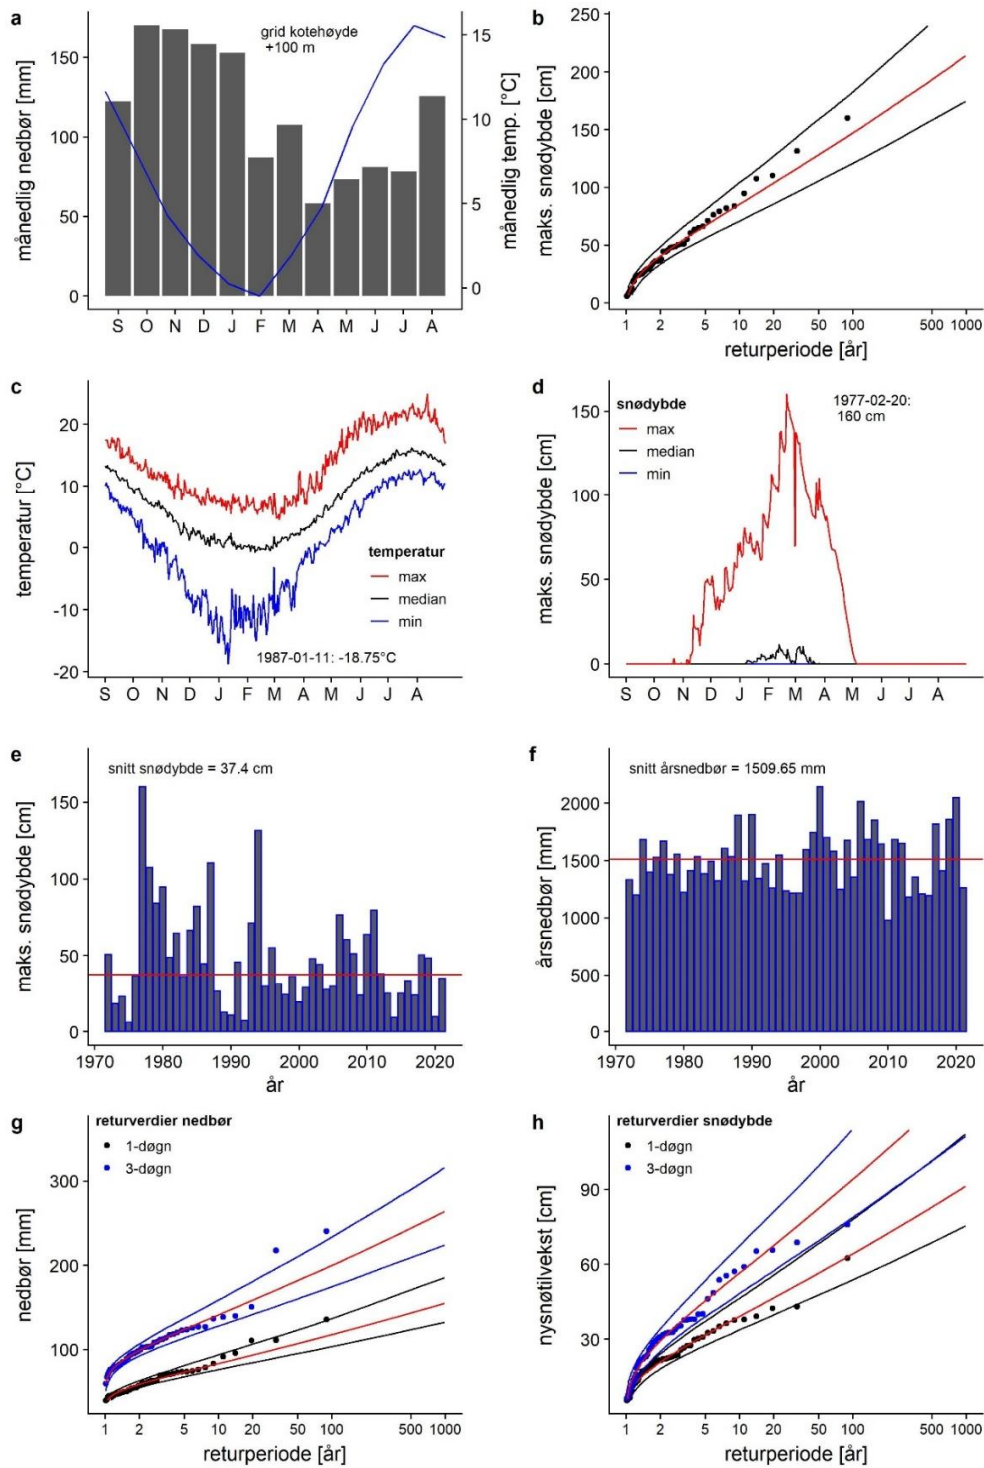 a
grid kotehøyde
+100 m
månedlig nedbør [mm]
månedlig temp. [°C]
150
100
50
0
15
10
5
0
S O N D J F M A M J J A
b
maks. snødybde [cm]
250
200
150
100
50
0
1 2 5 10 20 50 100 500 1000
returperiode [år]
c
temperatur [°C]
20
10
0
-10
-20
temperatur
max
median
min
1987-01-11: -18.75°C
S O N D J F M A M J J A
d
maks. snødybde [cm]
snødybde
max
median
min
1977-02-20:
160 cm
150
100
50
0
S O N D J F M A M J J A
e
snitt snødybde = 37.4 cm
maks. snødybde [cm]
150
100
50
0
1970 1980 1990 2000 2010 2020
år
f
snitt årsnedbør = 1509.65 mm
årsnedbør [mm]
2000
1500
1000
500
0
1970 1980 1990 2000 2010 2020
år
g
returverdier nedbør
1-døgn
3-døgn
nedbør [mm]
300
200
100
1 2 5 10 20 50 100 500 1000
returperiode [år]
h
returverdier snødybde
1-døgn
3-døgn
nysnøtilvekst [cm]
90
60
30
1 2 5 10 20 50 100 500 1000
returperiode [år]